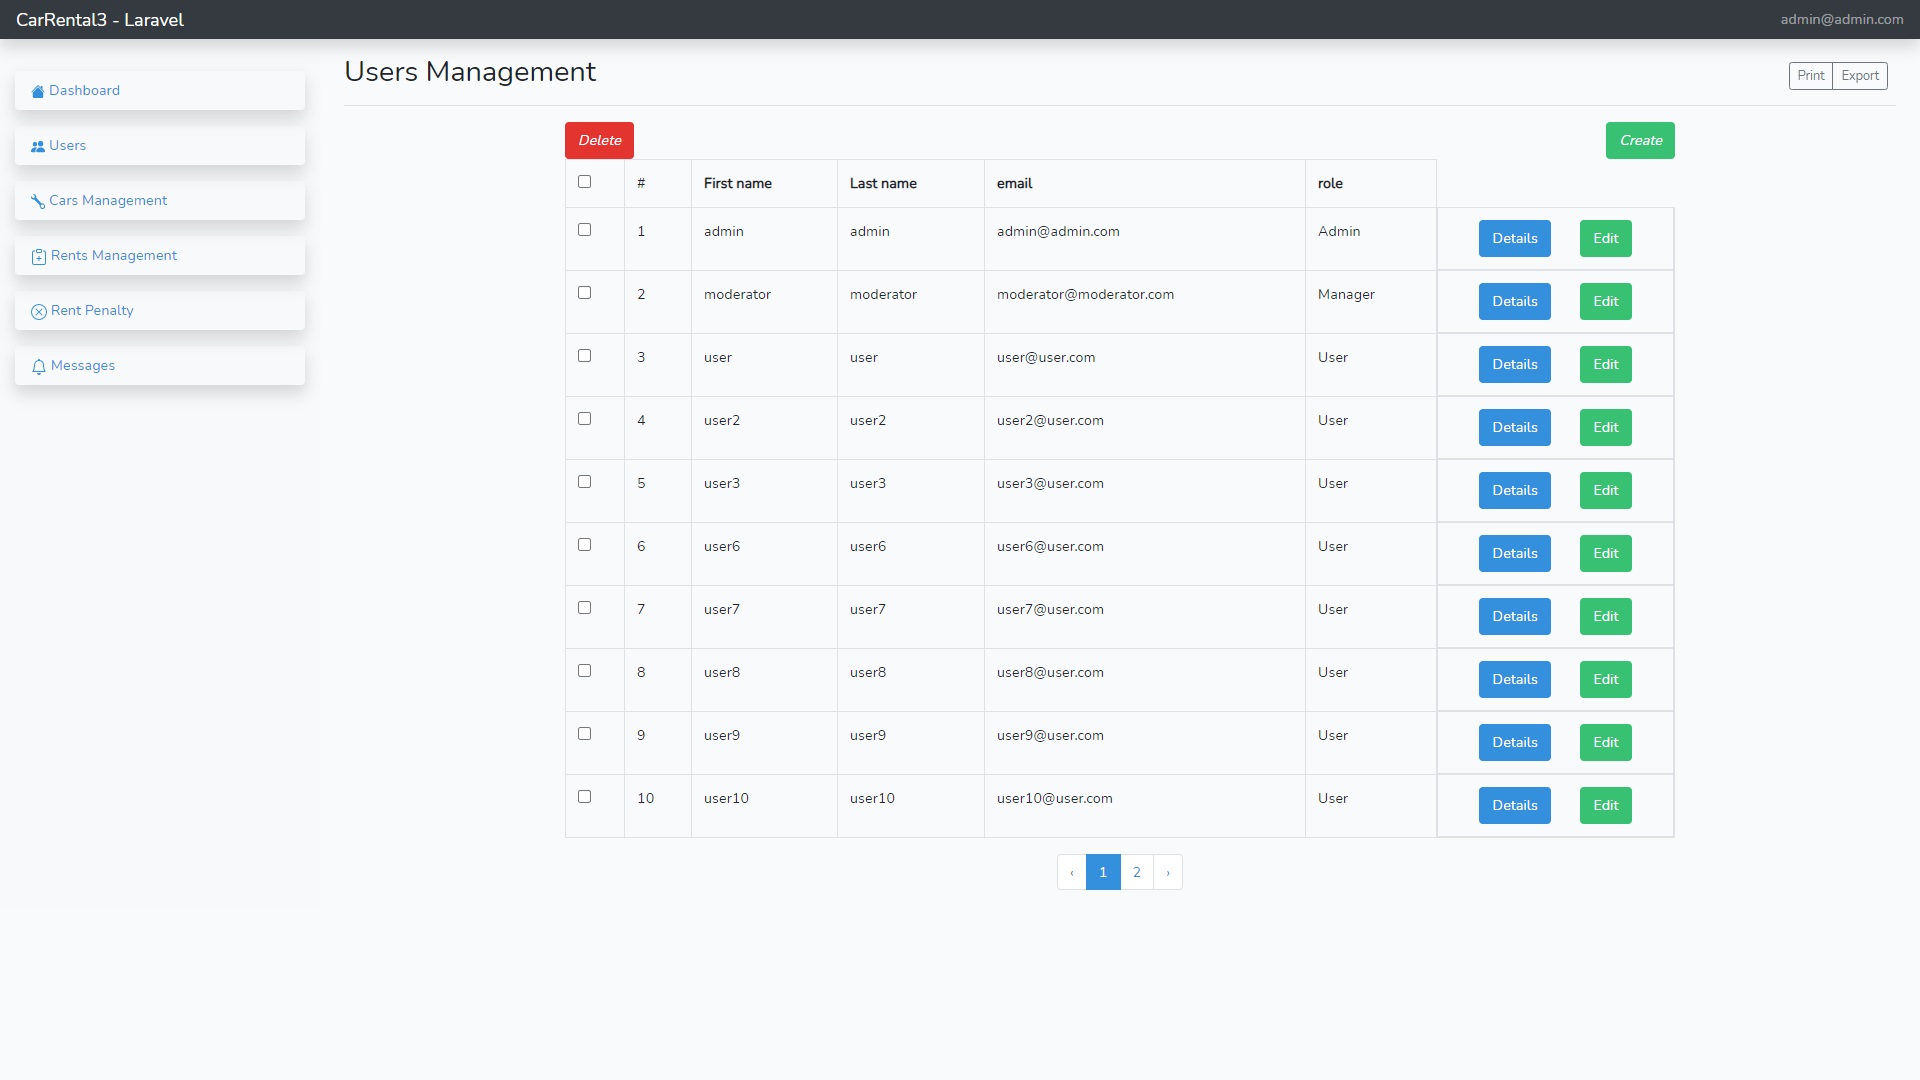 CarRental3 - Laravel
admin@admin.com
Dashboard
Users
Cars Management
Rents Management
Rent Penalty
Messages
Users Management
Print Export
Delete
Create
# First name Last name email role
1 admin admin admin@admin.com Admin Details Edit
2 moderator moderator moderator@moderator.com Manager Details Edit
3 user user user@user.com User Details Edit
4 user2 user2 user2@user.com User Details Edit
5 user3 user3 user3@user.com User Details Edit
6 user6 user6 user6@user.com User Details Edit
7 user7 user7 user7@user.com User Details Edit
8 user8 user8 user8@user.com User Details Edit
9 user9 user9 user9@user.com User Details Edit
10 user10 user10 user10@user.com User Details Edit
‹ 1 2 ›